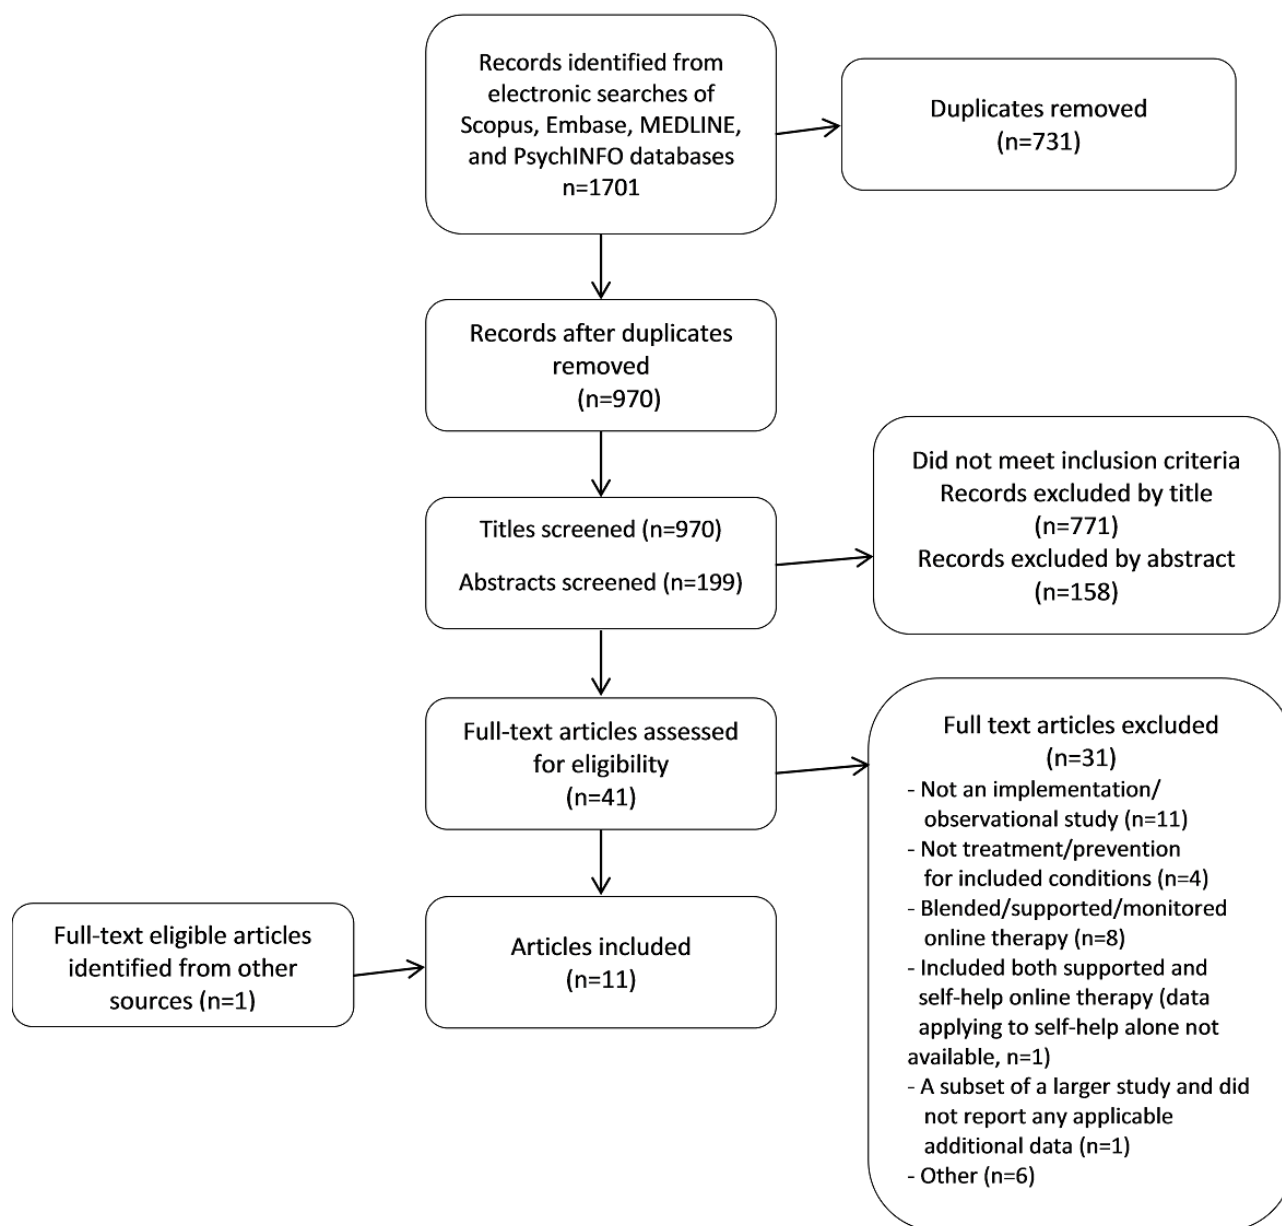 Records identified from
electronic searches of
Scopus, Embase, MEDLINE,
and PsychINFO databases
n=1701
Duplicates removed
(n=731)
Records after duplicates
removed
(n=970)
Titles screened (n=970)
Abstracts screened (n=199)
Did not meet inclusion criteria
Records excluded by title
(n=771)
Records excluded by abstract
(n=158)
Full-text articles assessed
for eligibility
(n=41)
Full text articles excluded
(n=31)
- Not an implementation/
observational study (n=11)
- Not treatment/prevention
for included conditions (n=4)
- Blended/supported/monitored
online therapy (n=8)
- Included both supported and
self-help online therapy (data
applying to self-help alone not
available, n=1)
- A subset of a larger study and did
not report any applicable
additional data (n=1)
- Other (n=6)
Full-text eligible articles
identified from other
sources (n=1)
Articles included
(n=11)